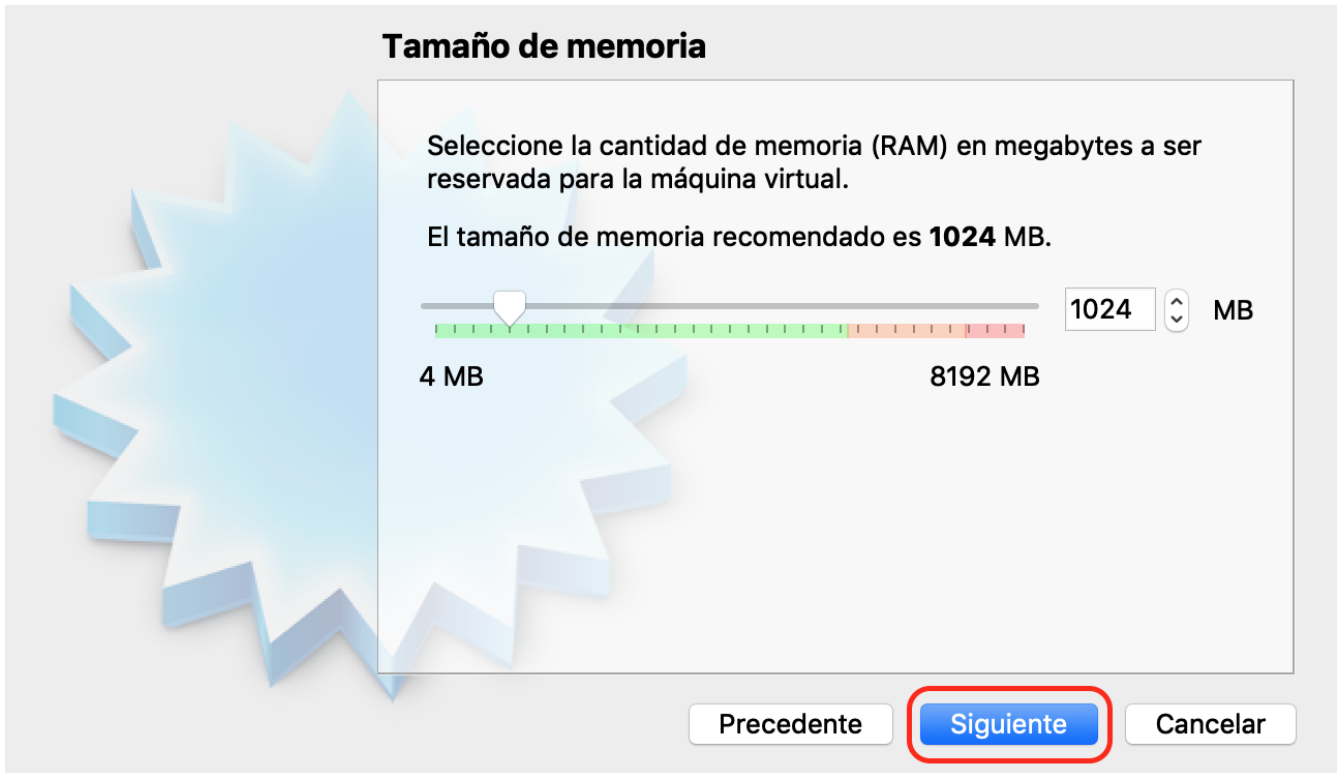 Tamaño de memoria
Seleccione la cantidad de memoria (RAM) en megabytes a ser
reservada para la máquina virtual.
El tamaño de memoria recomendado es 1024 MB.
1024 MB
4 MB 8192 MB
Precedente Siguiente Cancelar